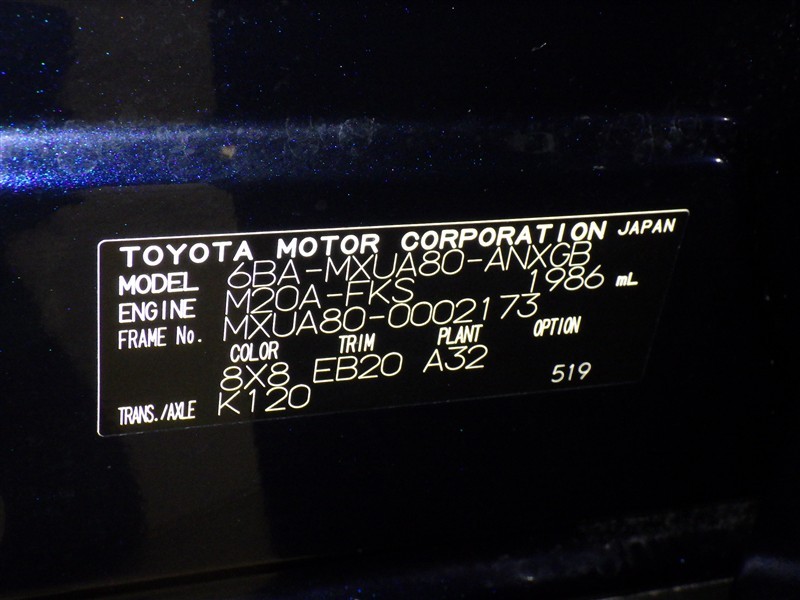 TOYOTA MOTOR CORPORATION JAPAN
MODEL 6BA-MXUA80-ANXGB
ENGINE M20A-FKS 1986 mL
FRAME No. MXUA80-0002173
COLOR TRIM PLANT OPTION
8X8 EB20 A32
TRANS./AXLE K120 519